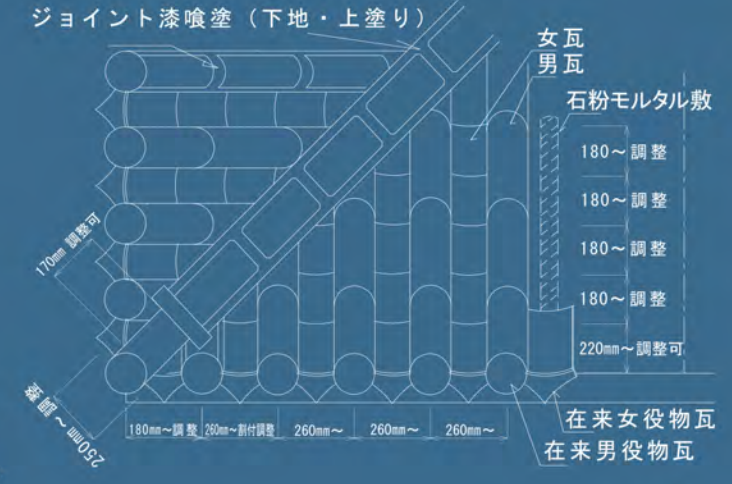 ジョイント漆喰塗(下地・上塗り)
女瓦
男瓦
石粉モルタル敷
180~調整
180~調整
180~調整
180~調整
220mm~調整可
170mm 調整可
250mm~調整
180mm~調整
260mm~割付調整
260mm~
260mm~
260mm~
在来女役物瓦
在来男役物瓦